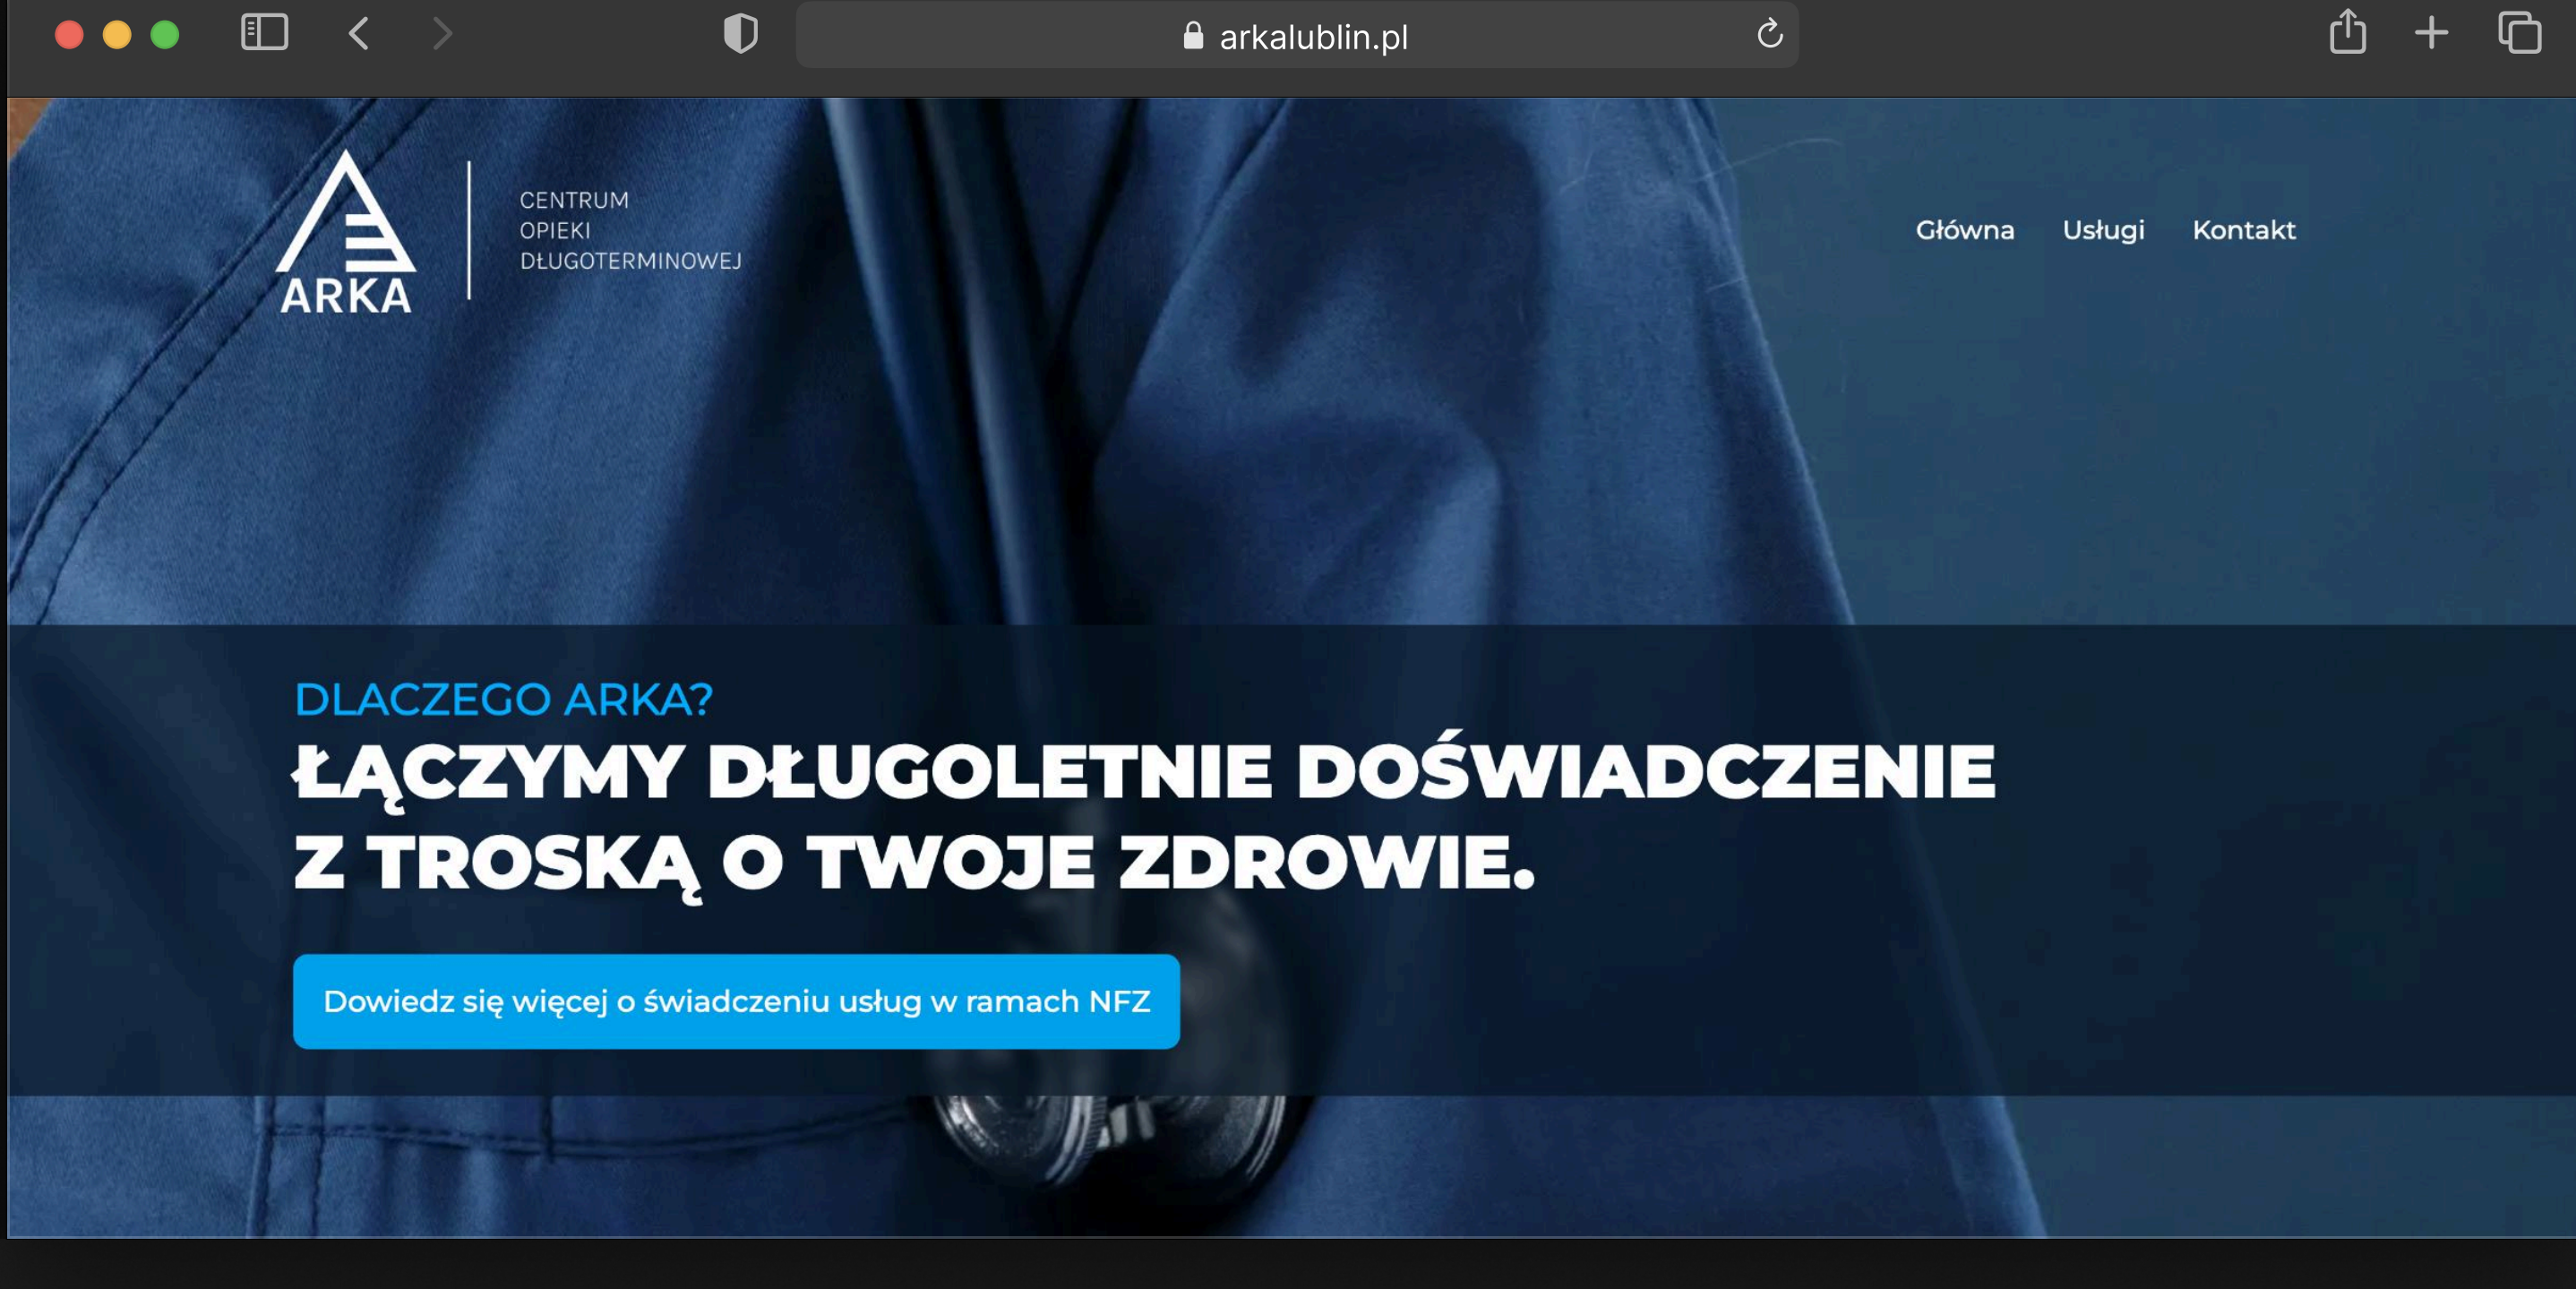 arkalublin.pl
ARKA
CENTRUM
OPIEKI
DŁUGOTERMINOWEJ
Główna Usługi Kontakt
DLACZEGO ARKA?
ŁĄCZYMY DŁUGOLETNIE DOŚWIADCZENIE
Z TROSKĄ O TWOJE ZDROWIE.
Dowiedz się więcej o świadczeniu usług w ramach NFZ